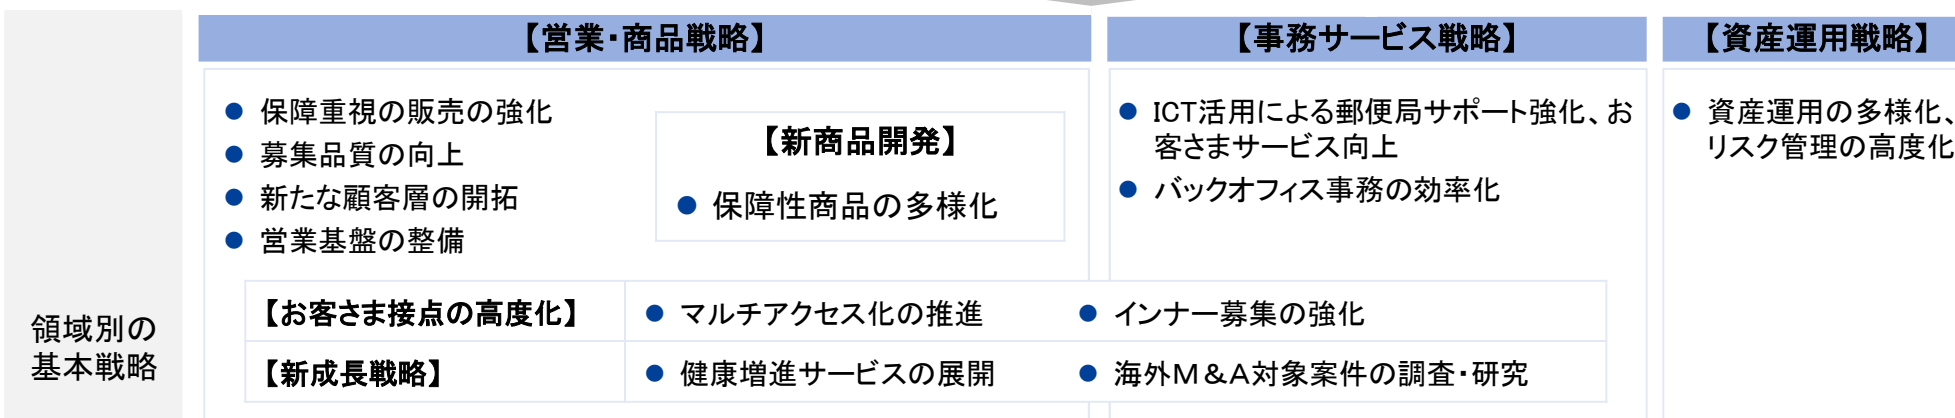 【営業・商品戦略】
【事務サービス戦略】
【資産運用戦略】
領域別の
基本戦略
● 保障重視の販売の強化
● 募集品質の向上
● 新たな顧客層の開拓
● 営業基盤の整備
【新商品開発】
● 保障性商品の多様化
● ICT活用による郵便局サポート強化、お
客さまサービス向上
● バックオフィス事務の効率化
● 資産運用の多様化、
リスク管理の高度化
【お客さま接点の高度化】 ● マルチアクセス化の推進 ● インナー募集の強化
【新成長戦略】 ● 健康増進サービスの展開 ● 海外M&A対象案件の調査・研究